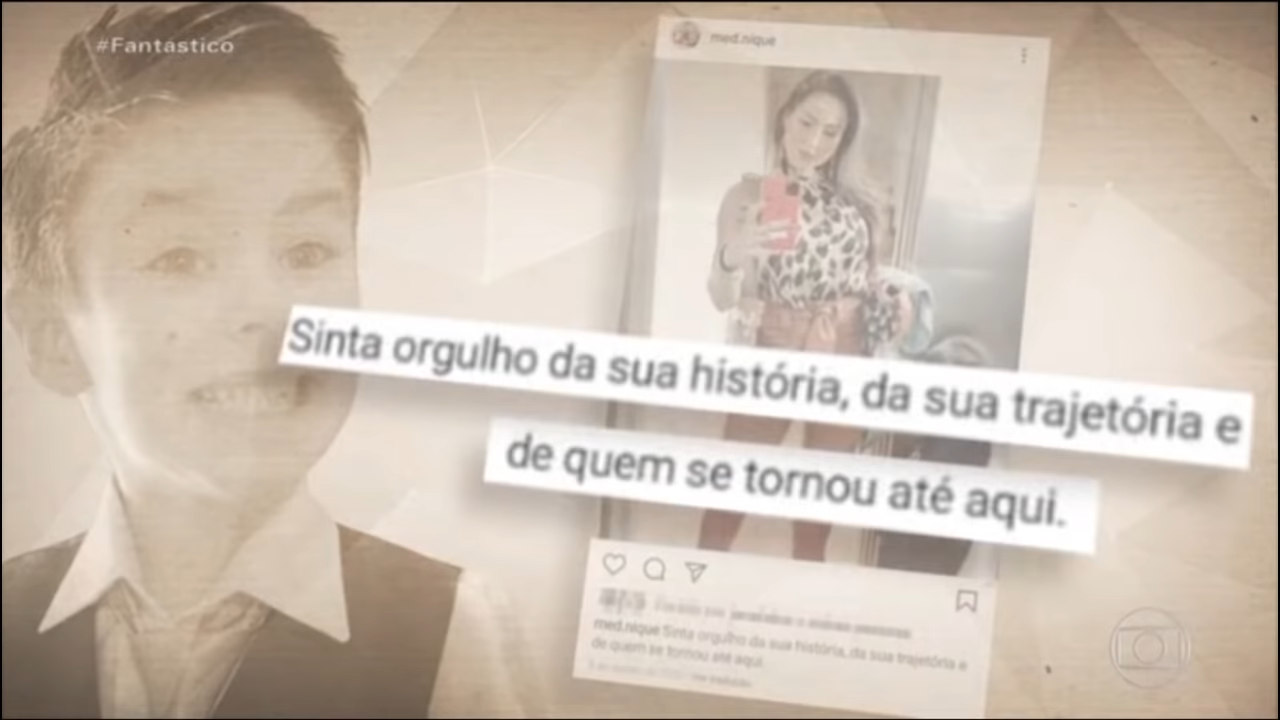 #Fantastico
med.nique
Sinta orgulho da sua história, da sua trajetória e
de quem se tornou até aqui.
med.nique Sinta orgulho da sua história, da sua trajetória e
de quem se tornou até aqui.